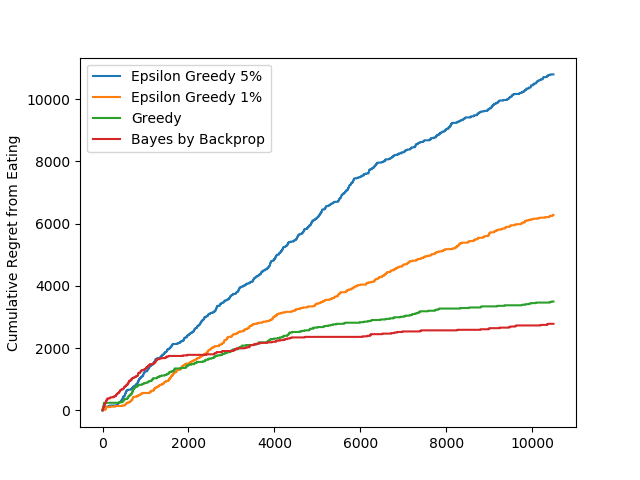 Epsilon Greedy 5%
Epsilon Greedy 1%
Greedy
Bayes by Backprop
Cumulative Regret from Eating
10000
8000
6000
4000
2000
0
0 2000 4000 6000 8000 10000